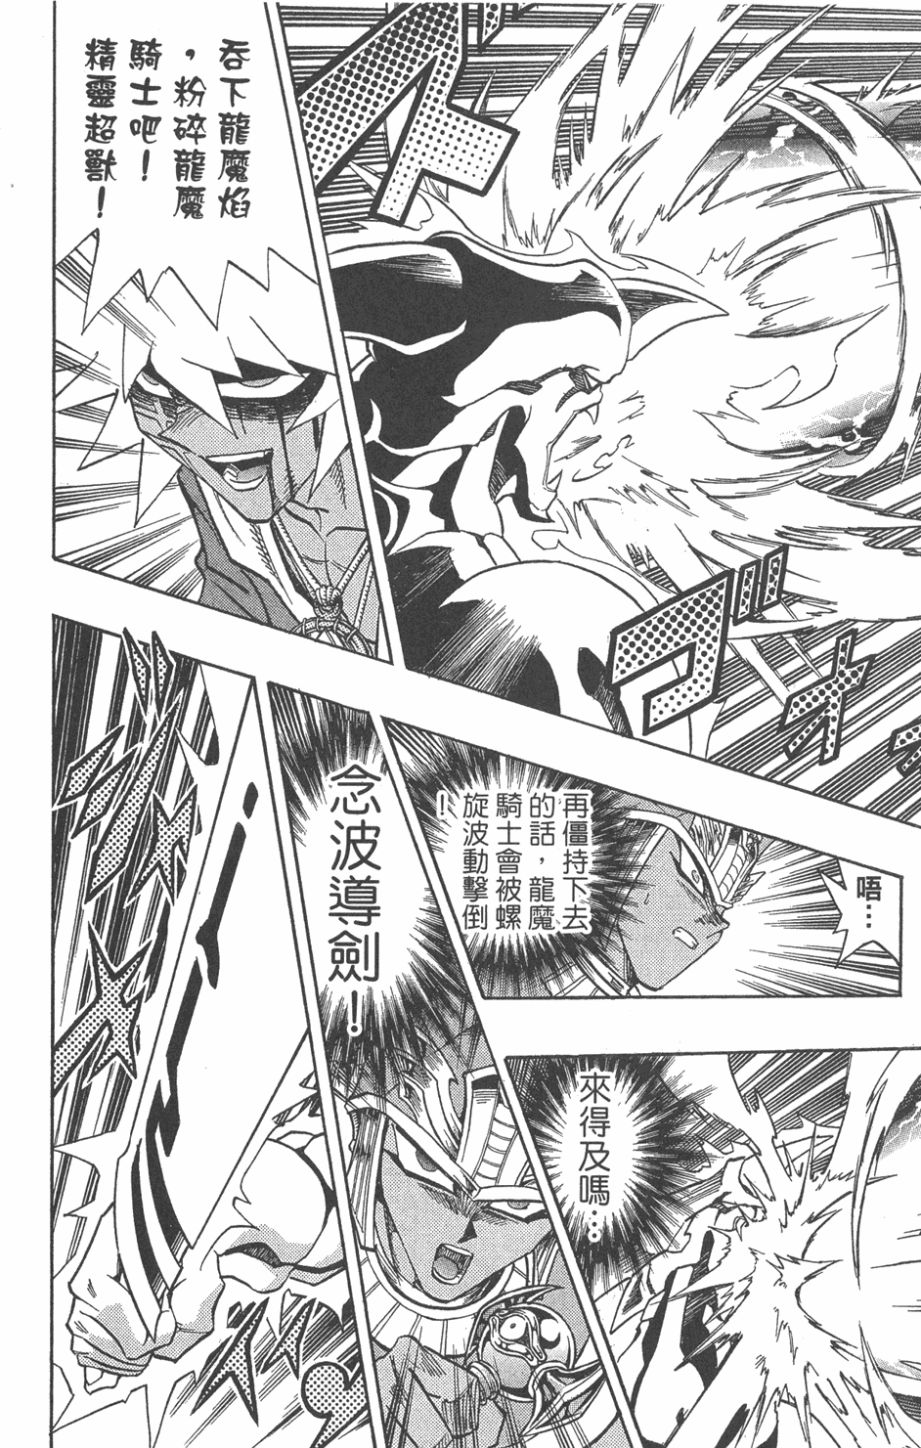 吞下龍魔焰
，粉碎龍魔
騎士吧！
精靈超獸！
唔…
再僵持下去
的話，龍魔
騎士會被螺
旋波動擊倒
！
念波導劍！
來得及嗎…